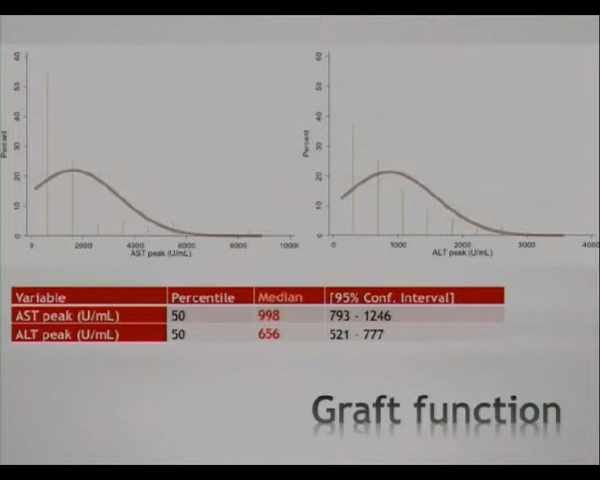 60
50
40
30
20
10
0
Percent
0 2000 4000 6000 8000 10000
AST peak (U/mL)
60
50
40
30
20
10
0
Percent
0 1000 2000 3000 4000
ALT peak (U/mL)
Variable Percentile Median [95% Conf. Interval]
AST peak (U/mL) 50 998 793 - 1246
ALT peak (U/mL) 50 656 521 - 777
Graft function